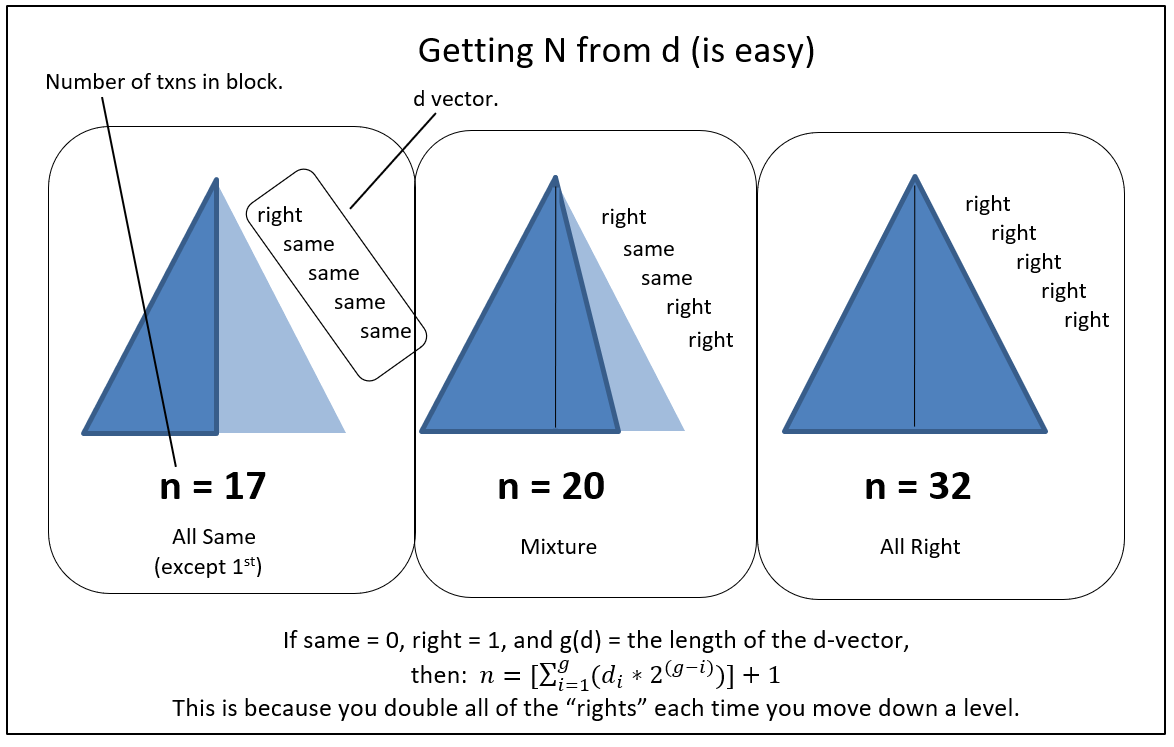 Getting N from d (is easy)
Number of txns in block.
d vector.
right
same
same
same
same
n = 17
All Same
(except 1st)
right
same
same
right
right
n = 20
Mixture
right
right
right
right
right
n = 32
All Right
If same = 0, right = 1, and g(d) = the length of the d-vector,
then: n = [∑_{i=1}^{g}(d_i * 2^{(g−i)})] + 1
This is because you double all of the “rights” each time you move down a level.